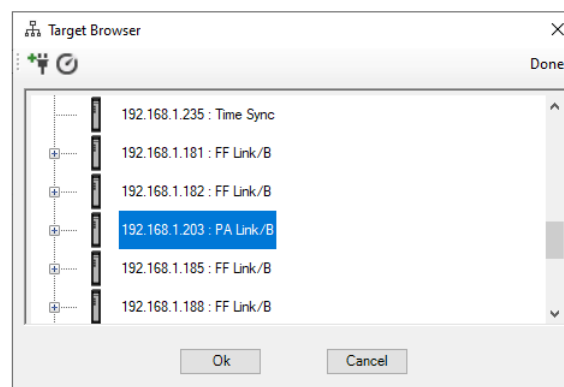 Target Browser
Done
192.168.1.235 : Time Sync
192.168.1.181 : FF Link/B
192.168.1.182 : FF Link/B
192.168.1.203 : PA Link/B
192.168.1.185 : FF Link/B
192.168.1.188 : FF Link/B
Ok Cancel